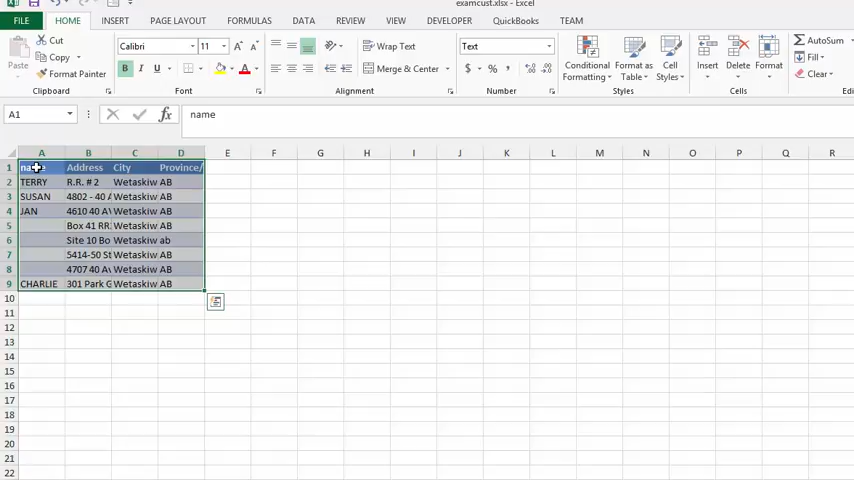 examcust.xlsx - Excel
FILE HOME INSERT PAGE LAYOUT FORMULAS DATA REVIEW VIEW DEVELOPER QuickBooks TEAM
Paste
Cut
Copy
Format Painter
Clipboard
Calibri 11
B I U
Font
Wrap Text
Merge & Center
Alignment
Text
$ % ,
Number
Conditional Formatting
Format as Table
Cell Styles
Styles
Insert Delete Format
Cells
AutoSum
Fill
Clear
A1 fx name
A B C D E F G H I J K L M N O P Q R
1 name Address City Province/
2 TERRY R.R. # 2 Wetaskiw AB
3 SUSAN 4802 - 40 A Wetaskiw AB
4 JAN 4610 40 AV Wetaskiw AB
5 Box 41 RR Wetaskiw AB
6 Site 10 Bo Wetaskiw ab
7 5414-50 St Wetaskiw AB
8 4707 40 Av Wetaskiw AB
9 CHARLIE 301 Park G Wetaskiw AB
10
11
12
13
14
15
16
17
18
19
20
21
22